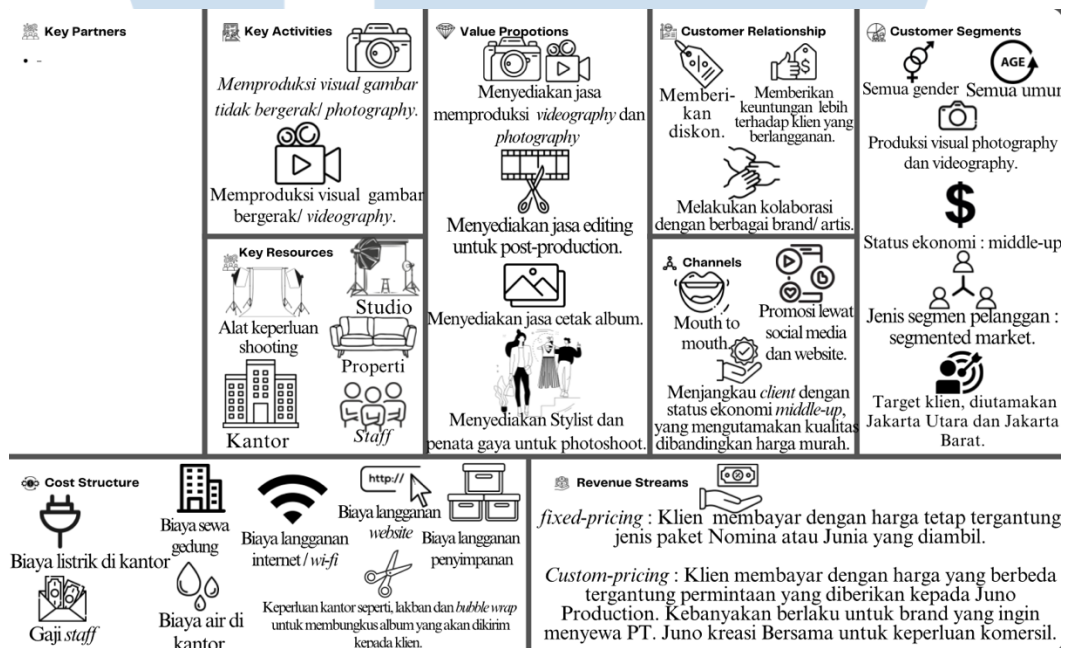 Key Partners
• -
Key Activities
Memproduksi visual gambar
tidak bergerak/ photography.
Memproduksi visual gambar
bergerak/ videography.
Key Resources
Studio
Alat keperluan
shooting
Properti
Kantor
Staff
Value Propotions
Menyediakan jasa
memproduksi videography dan
photography
Menyediakan jasa editing
untuk post-production.
Menyediakan jasa cetak album.
Menyediakan Stylist dan
penata gaya untuk photoshoot.
Customer Relationship
Memberi-
kan
diskon.
Memberikan
keuntungan lebih
terhadap klien yang
berlangganan.
Melakukan kolaborasi
dengan berbagai brand/ artis.
Channels
Mouth to
mouth
Promosi lewat
social media
dan website.
Menjangkau client dengan
status ekonomi middle-up,
yang mengutamakan kualitas
dibandingkan harga murah.
Customer Segments
AGE
Semua gender
Semua umur
Produksi visual photography
dan videography.
$
Status ekonomi : middle-up
Jenis segmen pelanggan :
segmented market.
Target klien, diutamakan
Jakarta Utara dan Jakarta
Barat.
Cost Structure
Biaya listrik di kantor
Gaji staff
Biaya sewa
gedung
Biaya air di
kantor
Biaya langganan
internet / wi-fi
http://
Biaya langganan
website
Biaya langganan
penyimpanan
Keperluan kantor seperti, lakban dan bubble wrap
untuk membungkus album yang akan dikirim
kepada klien.
Revenue Streams
fixed-pricing : Klien membayar dengan harga tetap tergantung
jenis paket Nomina atau Junia yang diambil.
Custom-pricing : Klien membayar dengan harga yang berbeda
tergantung permintaan yang diberikan kepada Juno
Production. Kebanyakan berlaku untuk brand yang ingin
menyewa PT. Juno kreasi Bersama untuk keperluan komersil.